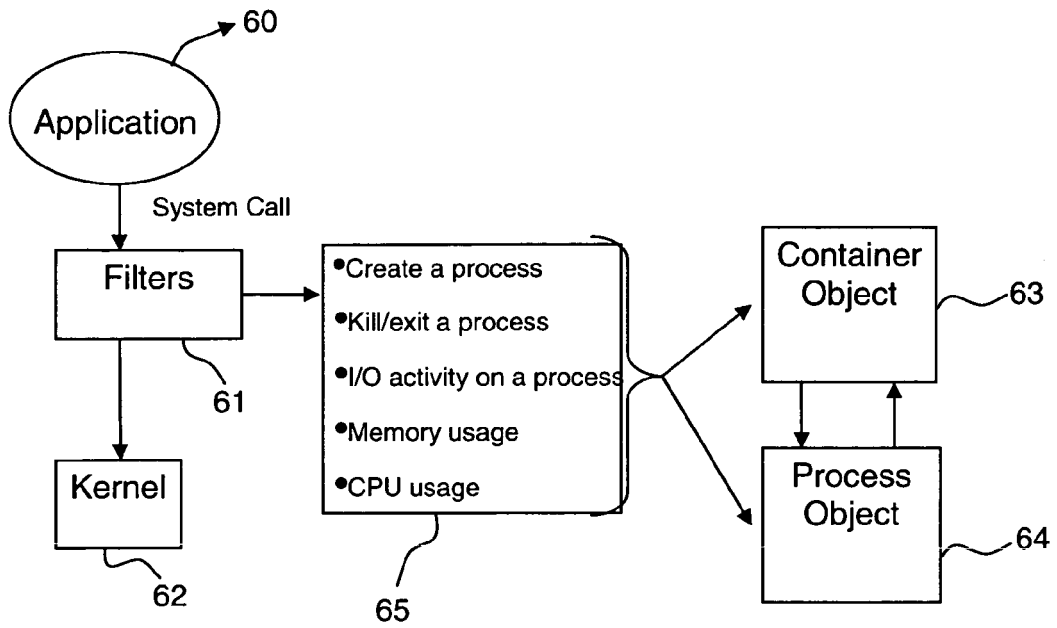 60
Application
System Call
Filters
61
Kernel
62
•Create a process
•Kill/exit a process
•I/O activity on a process
•Memory usage
•CPU usage
65
Container
Object
63
Process
Object
64